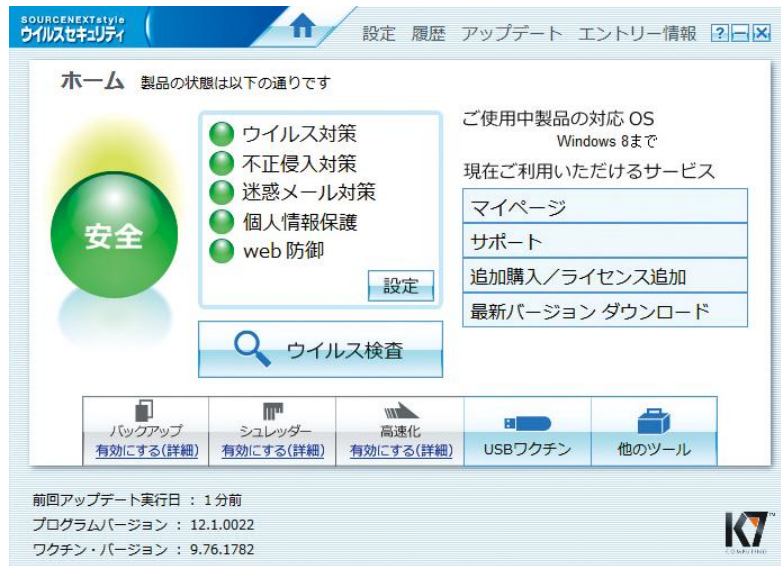 SOURCENEXTstyle
ウイルスセキュリティ
設定 履歴 アップデート エントリー情報
ホーム 製品の状態は以下の通りです
安全
ウイルス対策
不正侵入対策
迷惑メール対策
個人情報保護
web 防御
設定
ウイルス検査
ご使用中製品の対応 OS
Windows 8まで
現在ご利用いただけるサービス
マイページ
サポート
追加購入／ライセンス追加
最新バージョン ダウンロード
バックアップ
有効にする(詳細)
シュレッダー
有効にする(詳細)
高速化
有効にする(詳細)
USBワクチン
他のツール
前回アップデート実行日 ： 1 分前
プログラムバージョン ： 12.1.0022
ワクチン・バージョン ： 9.76.1782
K7
COMPUTING